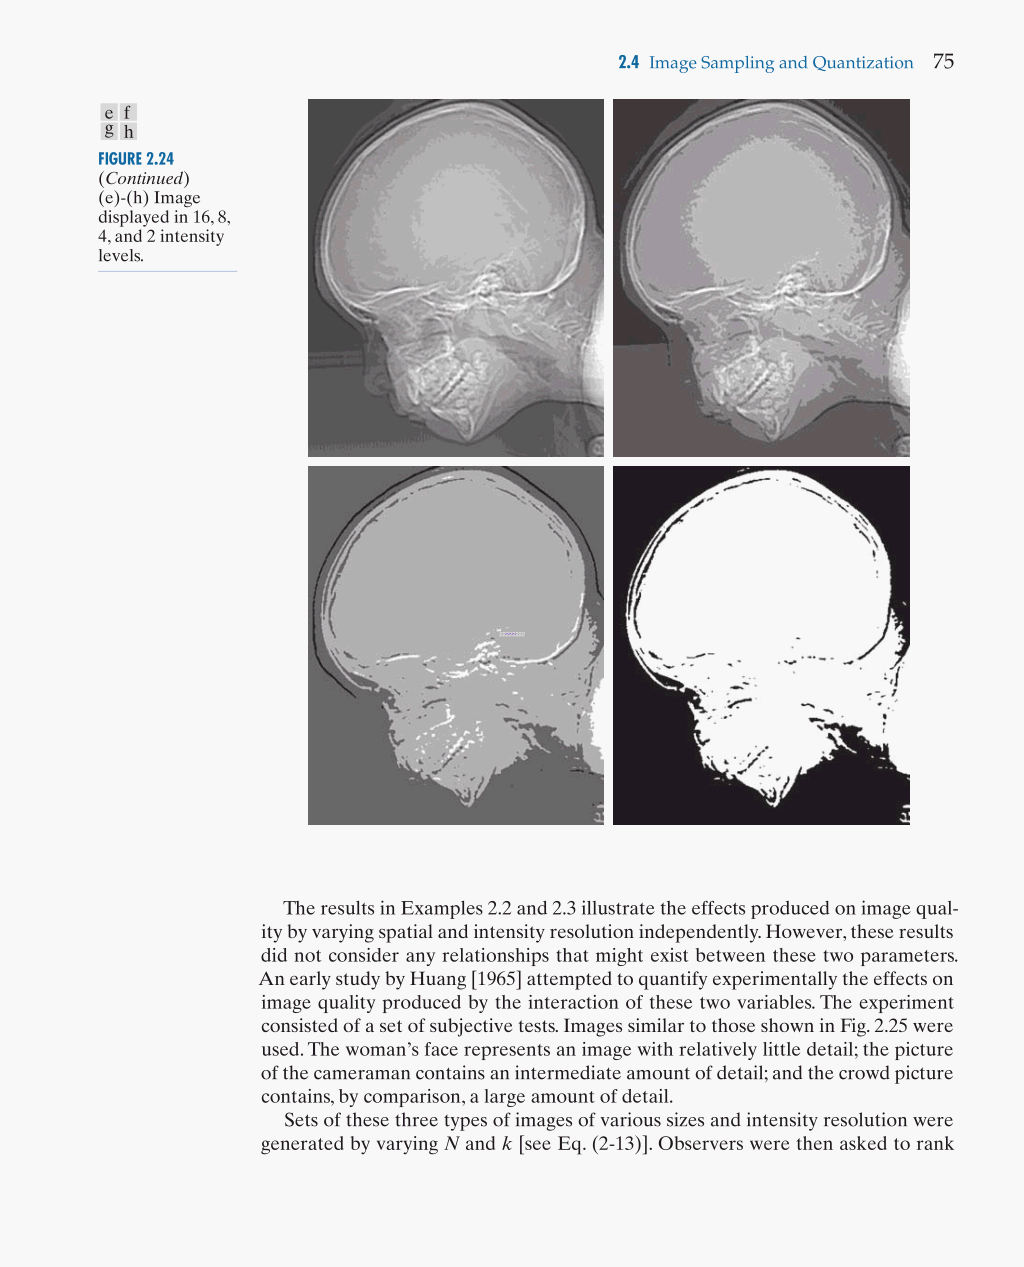 2.4 Image Sampling and Quantization 75
e f
g h
FIGURE 2.24
(Continued)
(e)-(h) Image
displayed in 16, 8,
4, and 2 intensity
levels.
The results in Examples 2.2 and 2.3 illustrate the effects produced on image qual-
ity by varying spatial and intensity resolution independently. However, these results
did not consider any relationships that might exist between these two parameters.
An early study by Huang [1965] attempted to quantify experimentally the effects on
image quality produced by the interaction of these two variables. The experiment
consisted of a set of subjective tests. Images similar to those shown in Fig. 2.25 were
used. The woman’s face represents an image with relatively little detail; the picture
of the cameraman contains an intermediate amount of detail; and the crowd picture
contains, by comparison, a large amount of detail.
Sets of these three types of images of various sizes and intensity resolution were
generated by varying N and k [see Eq. (2-13)]. Observers were then asked to rank